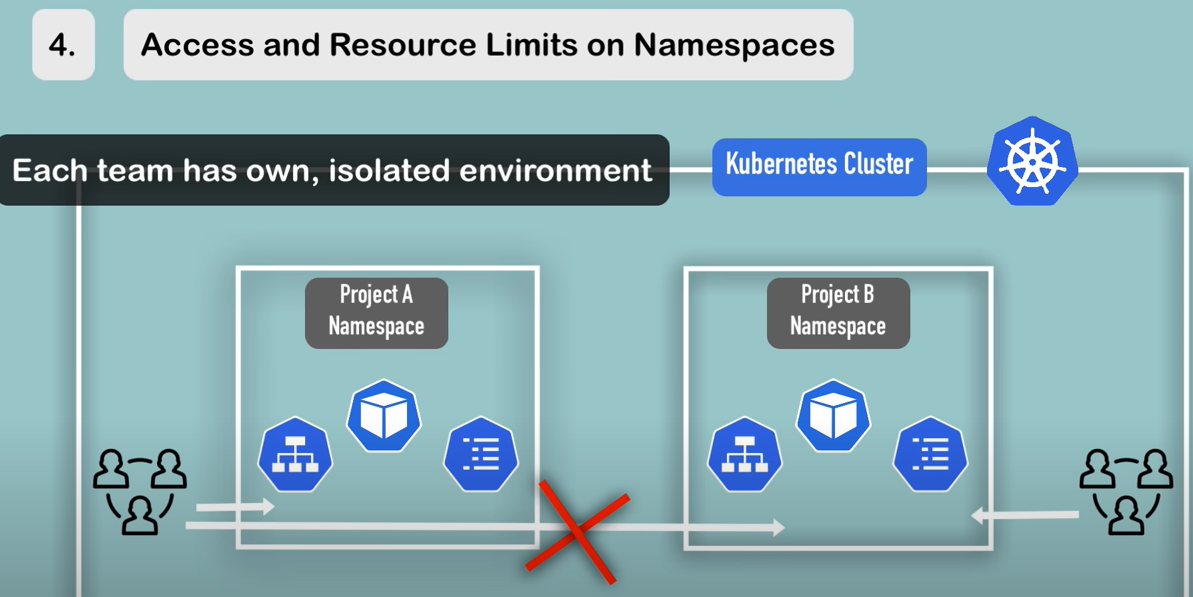 4.
Access and Resource Limits on Namespaces
Each team has own, isolated environment
Kubernetes Cluster
Project A
Namespace
Project B
Namespace